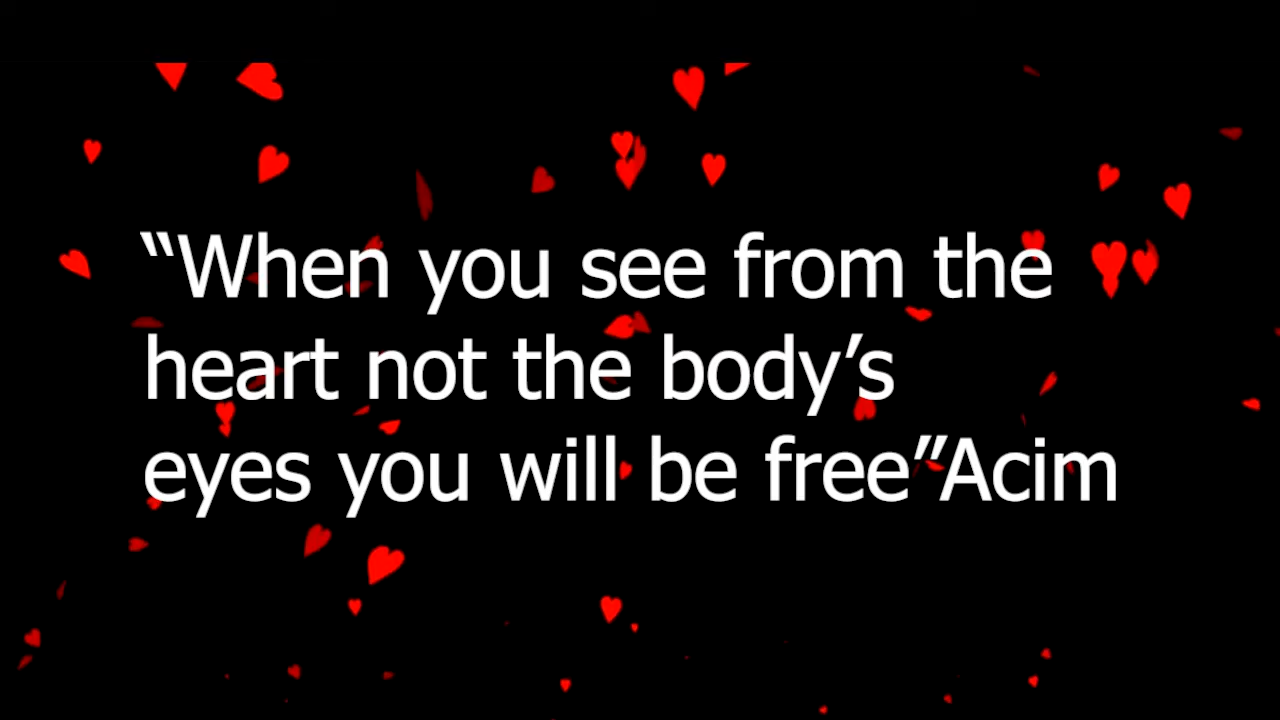 “When you see from the
heart not the body’s
eyes you will be free”Acim